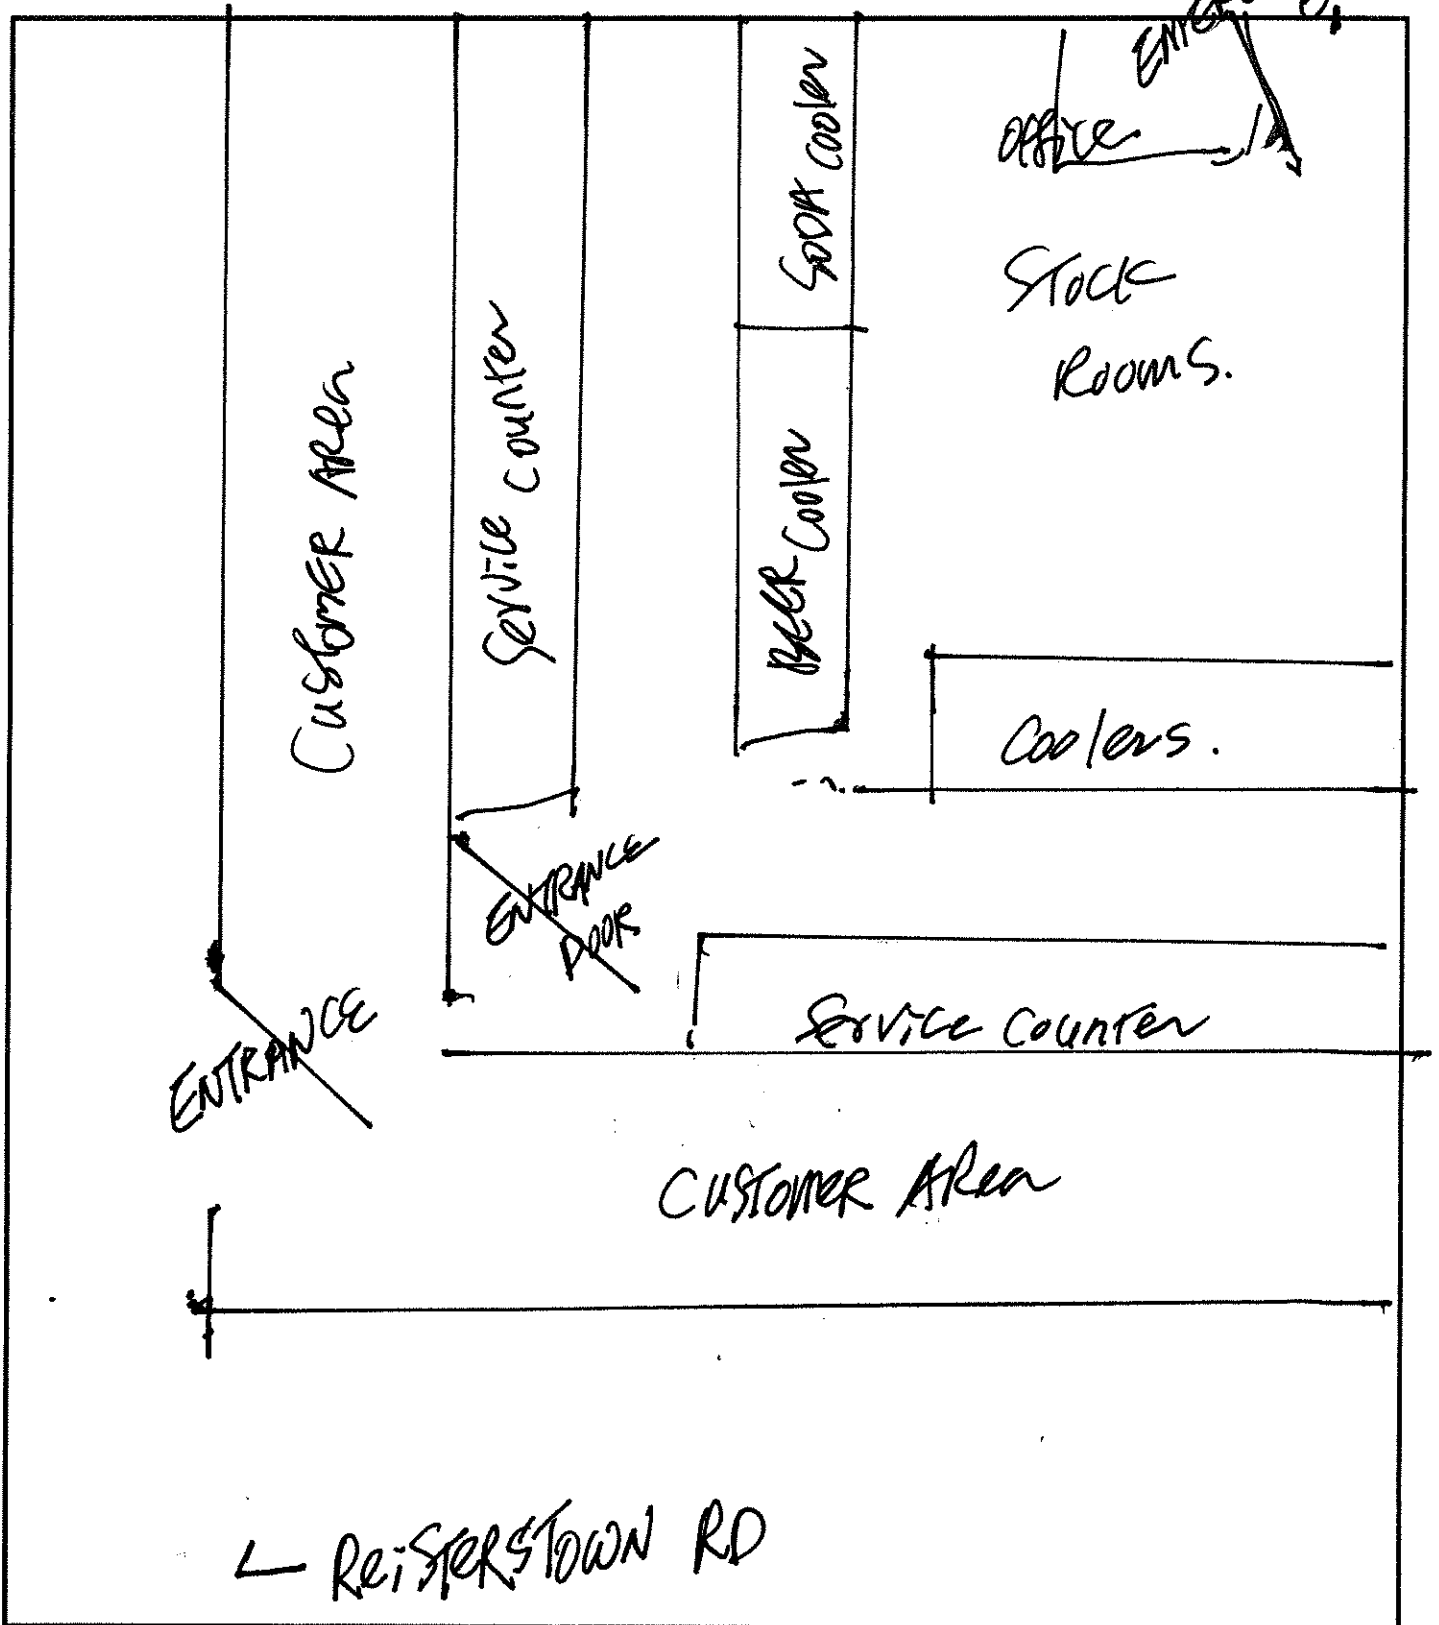 office
SODA Cooler
Stock
Rooms.
Customer Area
Service Counter
BEER Cooler
Coolers.
ENTRANCE
DOOR
ENTRANCE
Service Counter
Customer Area
ReisterStown RD